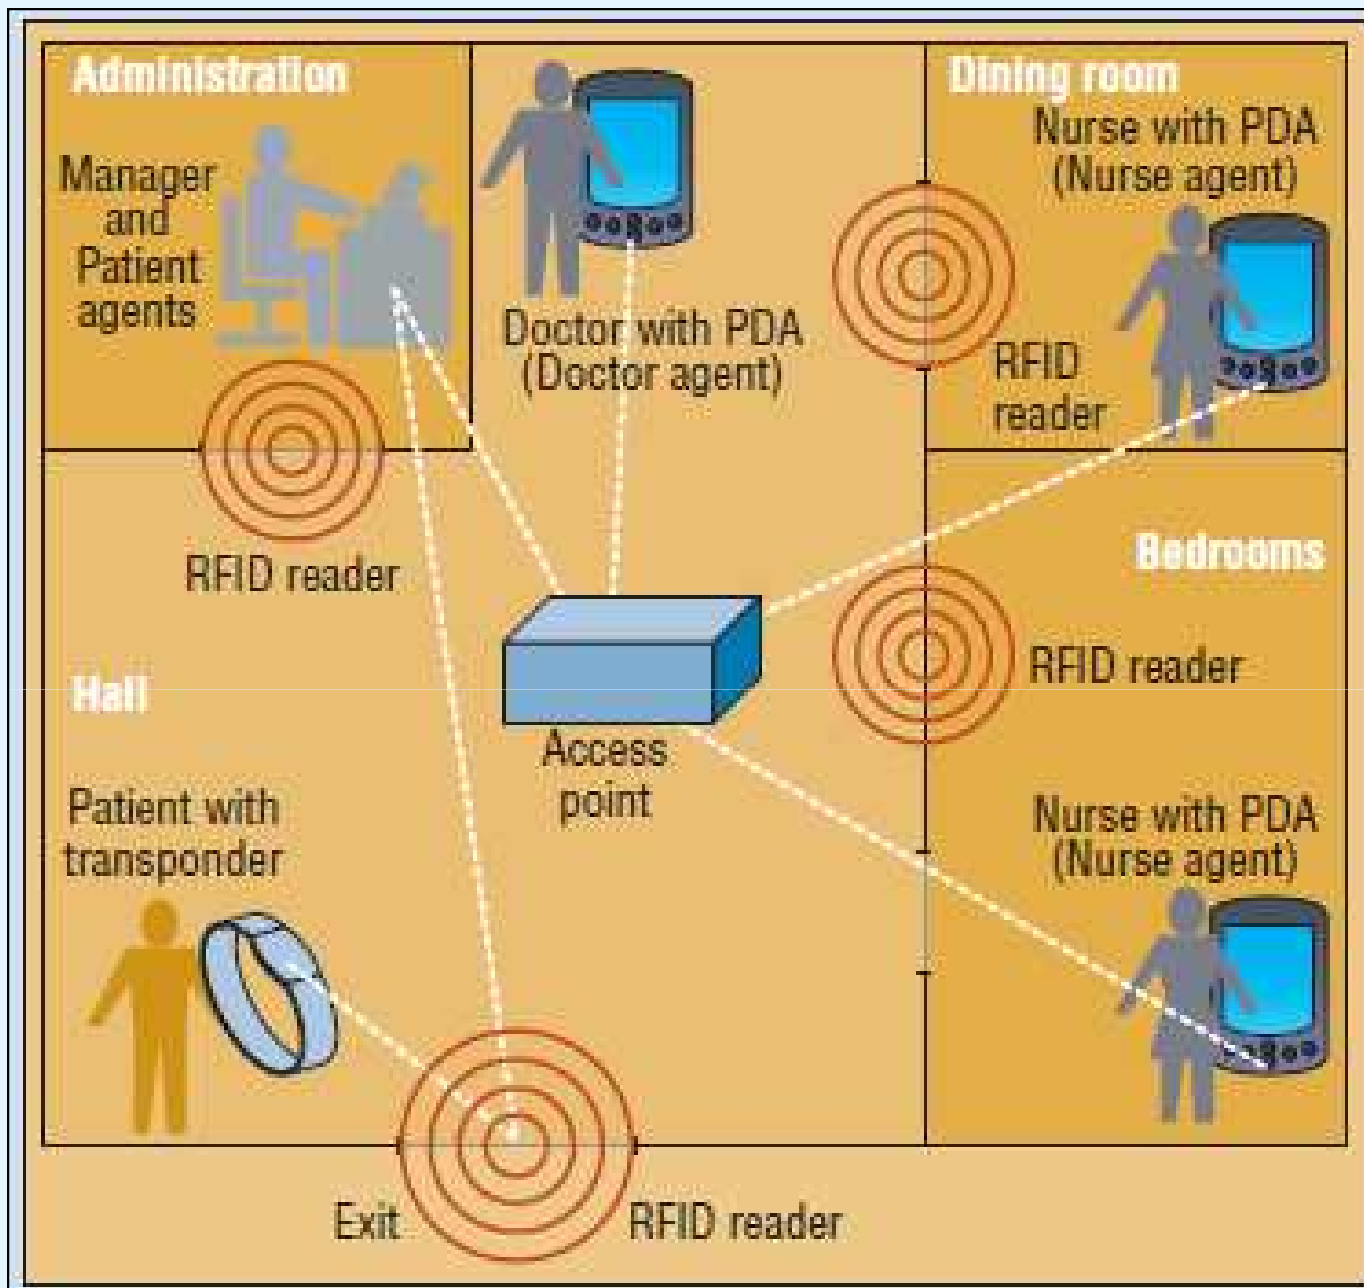 Administration
Manager
and
Patient
agents
RFID reader
Doctor with PDA
(Doctor agent)
Dining room
Nurse with PDA
(Nurse agent)
RFID
reader
Bedrooms
RFID reader
Hall
Access
point
Patient with
transponder
Nurse with PDA
(Nurse agent)
Exit
RFID reader